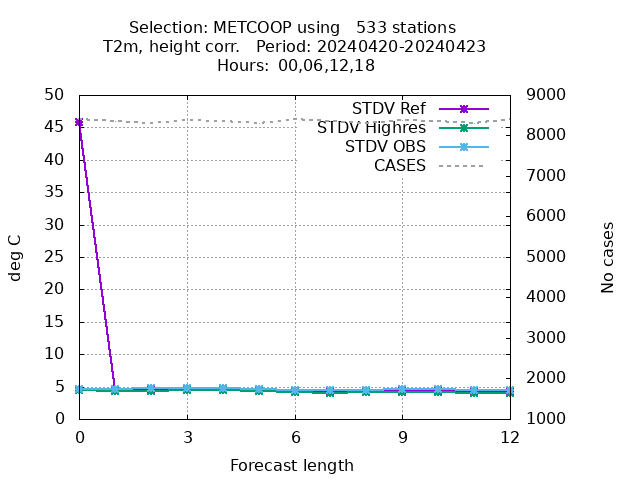 Selection: METCOOP using   533 stations
T2m, height corr.   Period: 20240420-20240423
Hours: 00,06,12,18
50
45
40
35
30
25
20
15
10
5
0
deg C
STDV Ref
STDV Highres
STDV OBS
CASES
9000
8000
7000
6000
5000
4000
3000
2000
1000
No cases
0
3
6
9
12
Forecast length